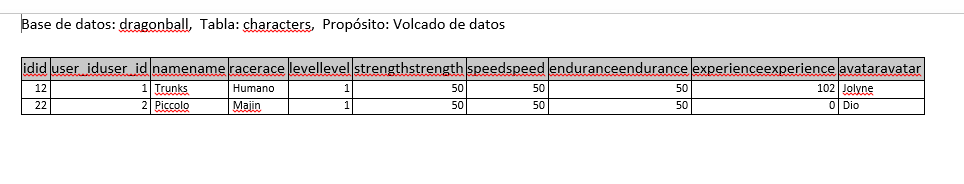 Base de datos: dragonball, Tabla: characters, Propósito: Volcado de datos
idid user_iduser_id namename racerace levellevel strengthstrength speedspeed enduranceendurance experienceexperience avataravatar
12 1 Trunks Humano 1 50 50 50 102 Jolyne
22 2 Piccolo Majin 1 50 50 50 0 Dio